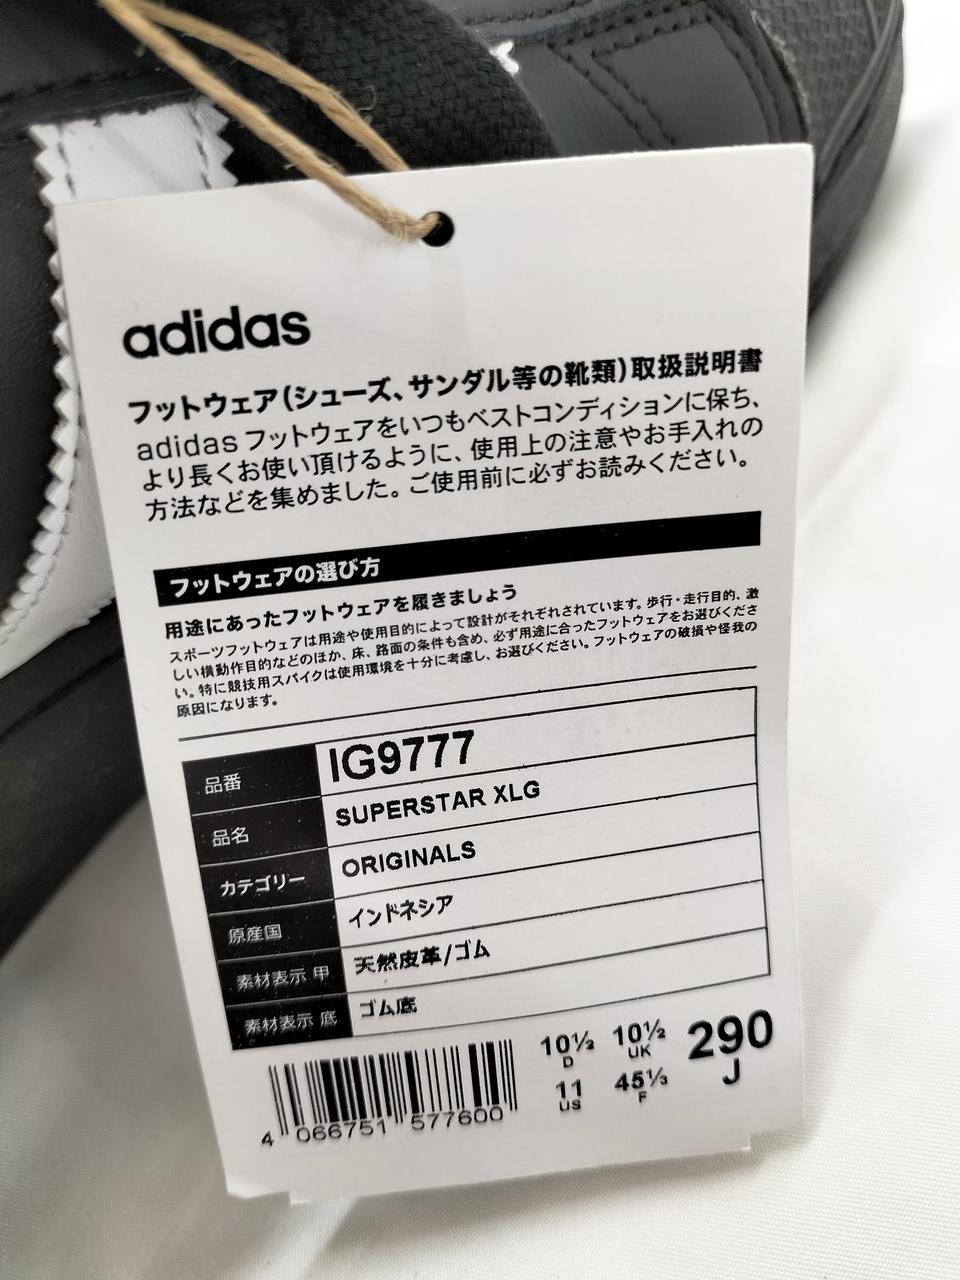 adidas
フットウェア(シューズ、サンダル等の靴類)取扱説明書
adidas フットウェアをいつもベストコンディションに保ち、
より長くお使い頂けるように、使用上の注意やお手入れの
方法などを集めました。ご使用前に必ずお読みください。
フットウェアの選び方
用途にあったフットウェアを履きましょう
スポーツフットウェアは用途や使用目的によって設計がそれぞれされています。歩行・走行目的、激
しい横動作目的などのほか、床、路面の条件も含め、必ず用途に合ったフットウェアをお選びくださ
い。特に競技用スパイクは使用環境を十分に考慮し、お選びください。フットウェアの破損や怪我の
原因になります。
品番 IG9777
品名 SUPERSTAR XLG
カテゴリー ORIGINALS
原産国 インドネシア
素材表示 甲 天然皮革/ゴム
素材表示 底 ゴム底
10½ 10½ 290
D UK J
11 45⅓
US F
4 066751 577600